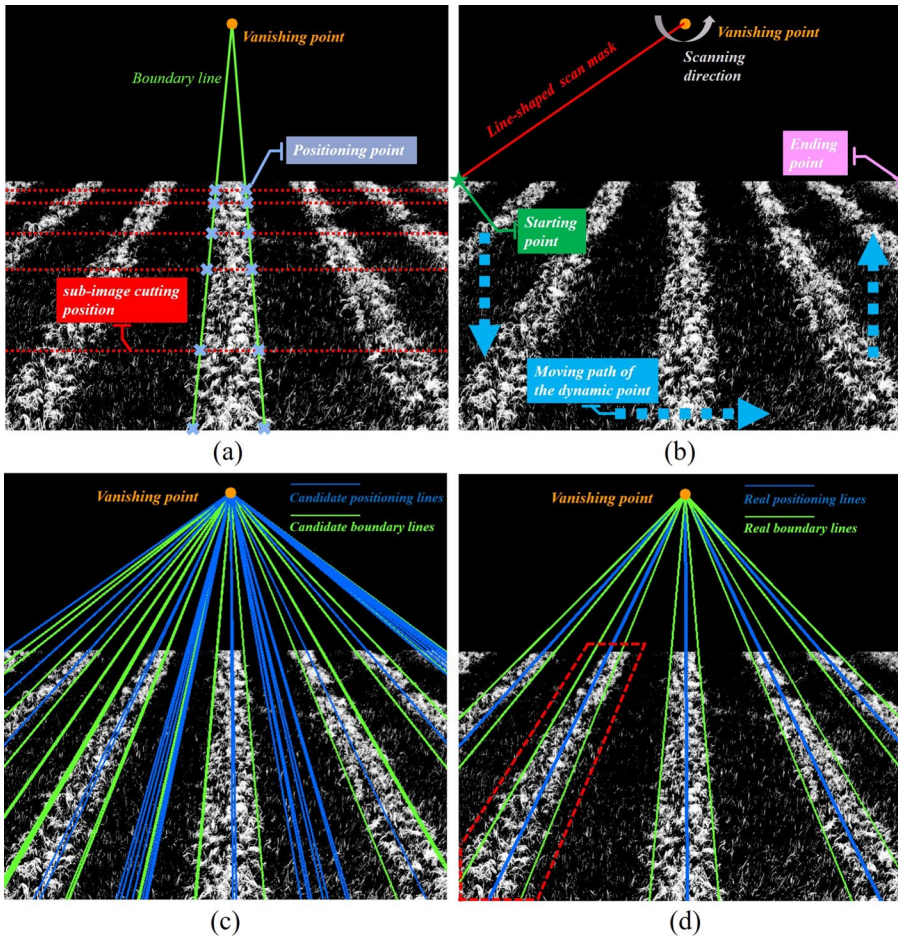 Vanishing point
Boundary line
Positioning point
sub-image cutting
position
(a)
Vanishing point
Scanning
direction
Line-shaped scan mask
Ending
point
Starting
point
Moving path of
the dynamic point
(b)
Vanishing point
Candidate positioning lines
Candidate boundary lines
(c)
Vanishing point
Real positioning lines
Real boundary lines
(d)